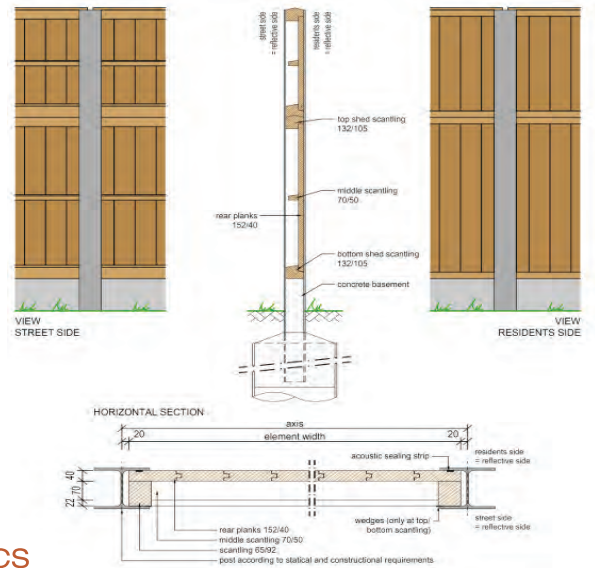 street side
= reflective side
residents side
= reflective side
top shed scantling
132/105
middle scantling
70/50
rear planks
152/40
bottom shed scantling
132/105
concrete basement
VIEW
STREET SIDE
VIEW
RESIDENTS SIDE
HORIZONTAL SECTION
axis
20
element width
20
acoustic sealing strip
residents side
= reflective side
40
70
22
wedges (only at top/
bottom scantling)
street side
= reflective side
rear planks 152/40
middle scantling 70/50
scantling 65/92
post according to statical and constructional requirements
CS